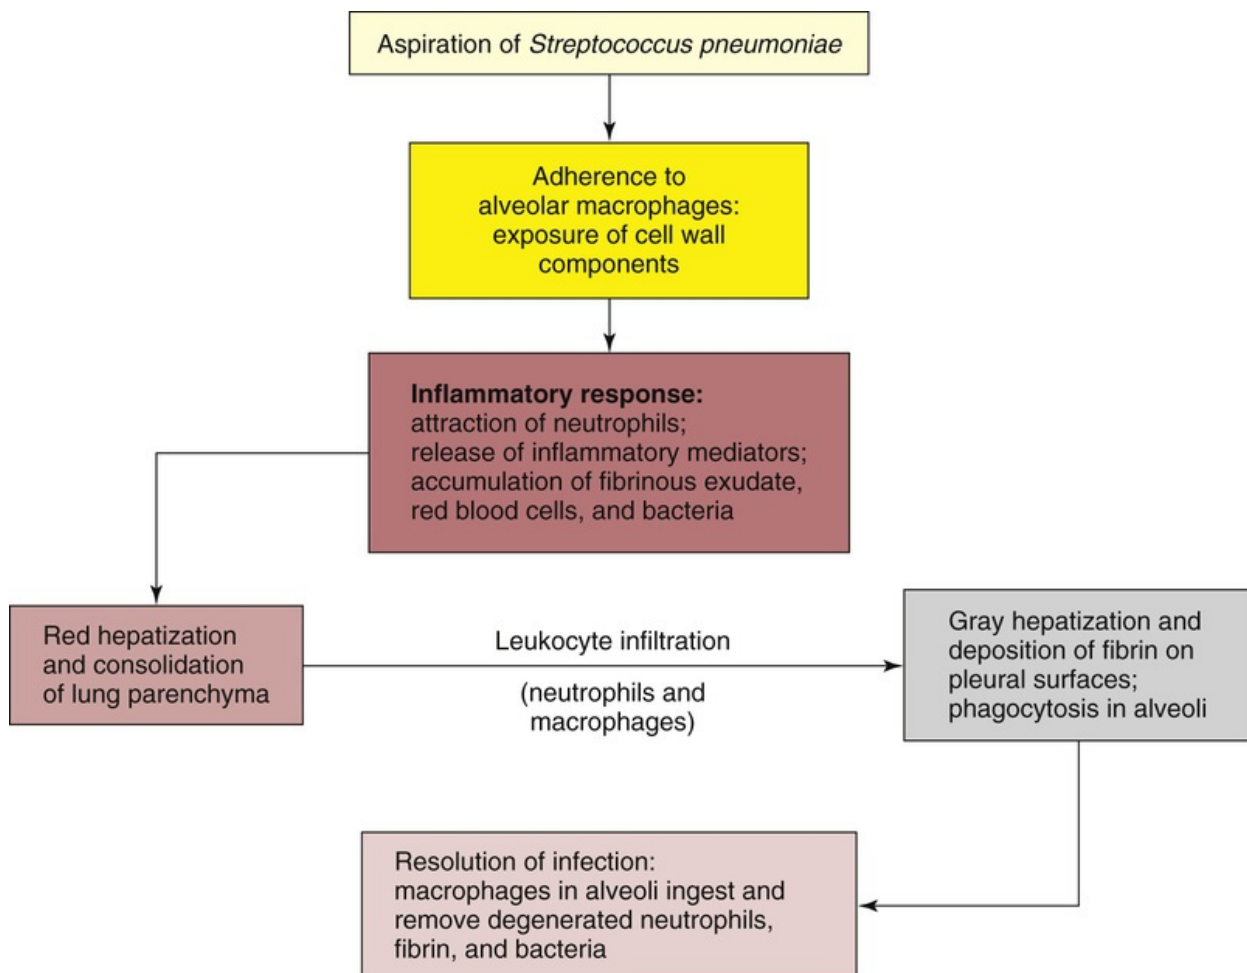 Aspiration of Streptococcus pneumoniae
Adherence to
alveolar macrophages:
exposure of cell wall
components
Inflammatory response:
attraction of neutrophils;
release of inflammatory mediators;
accumulation of fibrinous exudate,
red blood cells, and bacteria
Red hepatization
and consolidation
of lung parenchyma
Leukocyte infiltration
(neutrophils and
macrophages)
Gray hepatization and
deposition of fibrin on
pleural surfaces;
phagocytosis in alveoli
Resolution of infection:
macrophages in alveoli ingest and
remove degenerated neutrophils,
fibrin, and bacteria